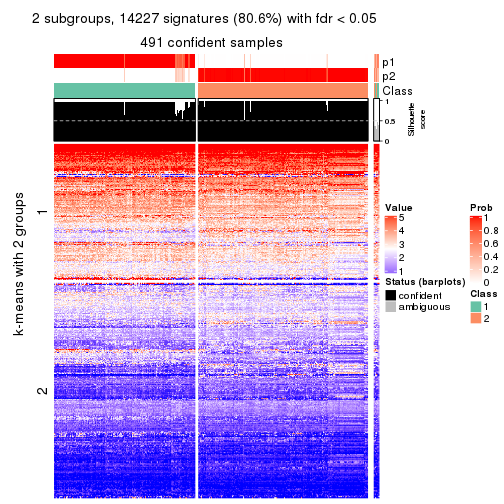 2 subgroups, 14227 signatures (80.6%) with fdr < 0.05
491 confident samples
p1
p2
Class
1
0.5
0
Silhouette
score
k-means with 2 groups
1
2
Value
5
4
3
2
1
Prob
1
0.8
0.6
0.4
0.2
0
Status (barplots)
confident
ambiguous
Class
1
2